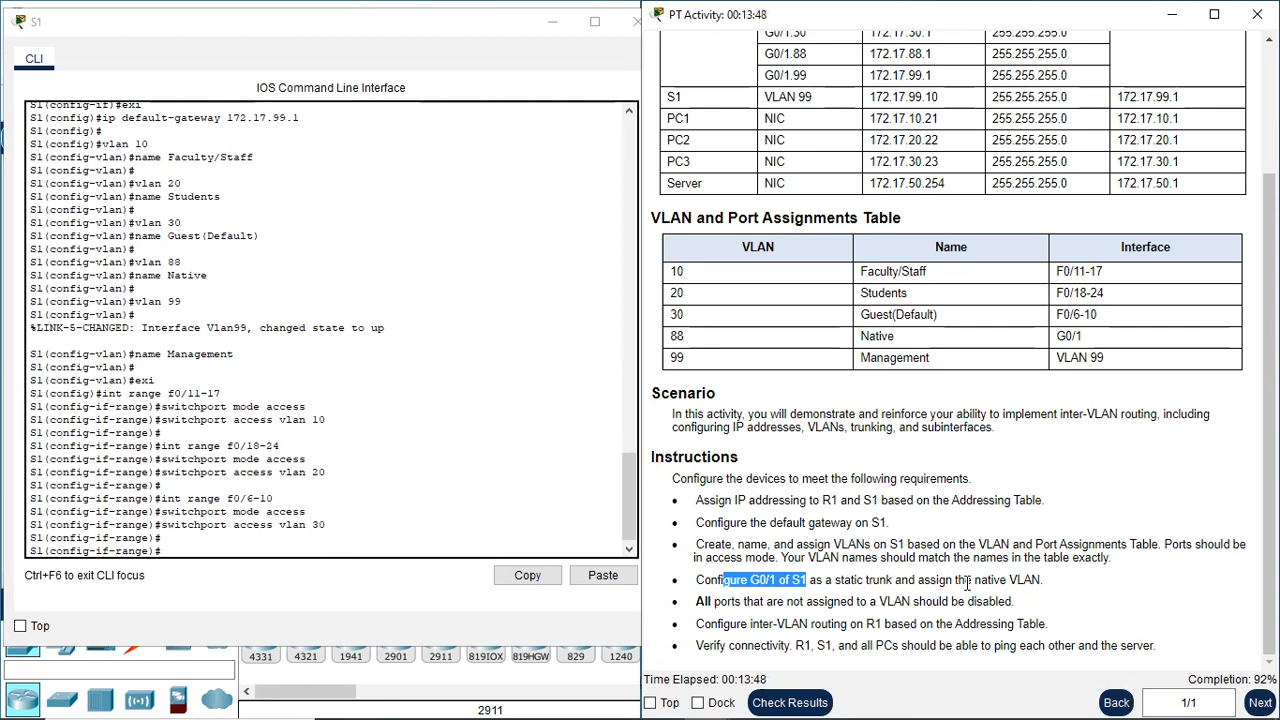 S1
CLI
IOS Command Line Interface
S1(config-if)#exi
S1(config)#ip default-gateway 172.17.99.1
S1(config)#
S1(config)#vlan 10
S1(config-vlan)#name Faculty/Staff
S1(config-vlan)#
S1(config-vlan)#vlan 20
S1(config-vlan)#name Students
S1(config-vlan)#
S1(config-vlan)#vlan 30
S1(config-vlan)#name Guest(Default)
S1(config-vlan)#
S1(config-vlan)#vlan 88
S1(config-vlan)#name Native
S1(config-vlan)#
S1(config-vlan)#vlan 99
S1(config-vlan)#
%LINK-5-CHANGED: Interface Vlan99, changed state to up
S1(config-vlan)#name Management
S1(config-vlan)#
S1(config-vlan)#exi
S1(config)#int range f0/11-17
S1(config-if-range)#switchport mode access
S1(config-if-range)#switchport access vlan 10
S1(config-if-range)#
S1(config-if-range)#int range f0/18-24
S1(config-if-range)#switchport mode access
S1(config-if-range)#switchport access vlan 20
S1(config-if-range)#
S1(config-if-range)#int range f0/6-10
S1(config-if-range)#switchport mode access
S1(config-if-range)#switchport access vlan 30
S1(config-if-range)#
S1(config-if-range)#
Ctrl+F6 to exit CLI focus
Copy
Paste
Top
4331 4321 1941 2901 2911 819IOX 819HGW 829 1240
2911
PT Activity: 00:13:48
G0/1.30 172.17.30.1 255.255.255.0
G0/1.88 172.17.88.1 255.255.255.0
G0/1.99 172.17.99.1 255.255.255.0
S1 VLAN 99 172.17.99.10 255.255.255.0 172.17.99.1
PC1 NIC 172.17.10.21 255.255.255.0 172.17.10.1
PC2 NIC 172.17.20.22 255.255.255.0 172.17.20.1
PC3 NIC 172.17.30.23 255.255.255.0 172.17.30.1
Server NIC 172.17.50.254 255.255.255.0 172.17.50.1
VLAN and Port Assignments Table
VLAN Name Interface
10 Faculty/Staff F0/11-17
20 Students F0/18-24
30 Guest(Default) F0/6-10
88 Native G0/1
99 Management VLAN 99
Scenario
In this activity, you will demonstrate and reinforce your ability to implement inter-VLAN routing, including
configuring IP addresses, VLANs, trunking, and subinterfaces.
Instructions
Configure the devices to meet the following requirements.
• Assign IP addressing to R1 and S1 based on the Addressing Table.
• Configure the default gateway on S1.
• Create, name, and assign VLANs on S1 based on the VLAN and Port Assignments Table. Ports should be
in access mode. Your VLAN names should match the names in the table exactly.
• Configure G0/1 of S1 as a static trunk and assign the native VLAN.
• All ports that are not assigned to a VLAN should be disabled.
• Configure inter-VLAN routing on R1 based on the Addressing Table.
• Verify connectivity. R1, S1, and all PCs should be able to ping each other and the server.
Time Elapsed: 00:13:48
Completion: 92%
Top
Dock
Check Results
Back
1/1
Next